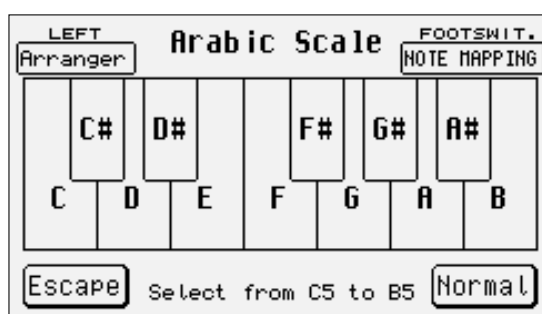 LEFT Arabic Scale FOOTSWIT.
Arranger NOTE MAPPING
C# D# F# G# A#
C D E F G A B
Escape Select from C5 to B5 Normal